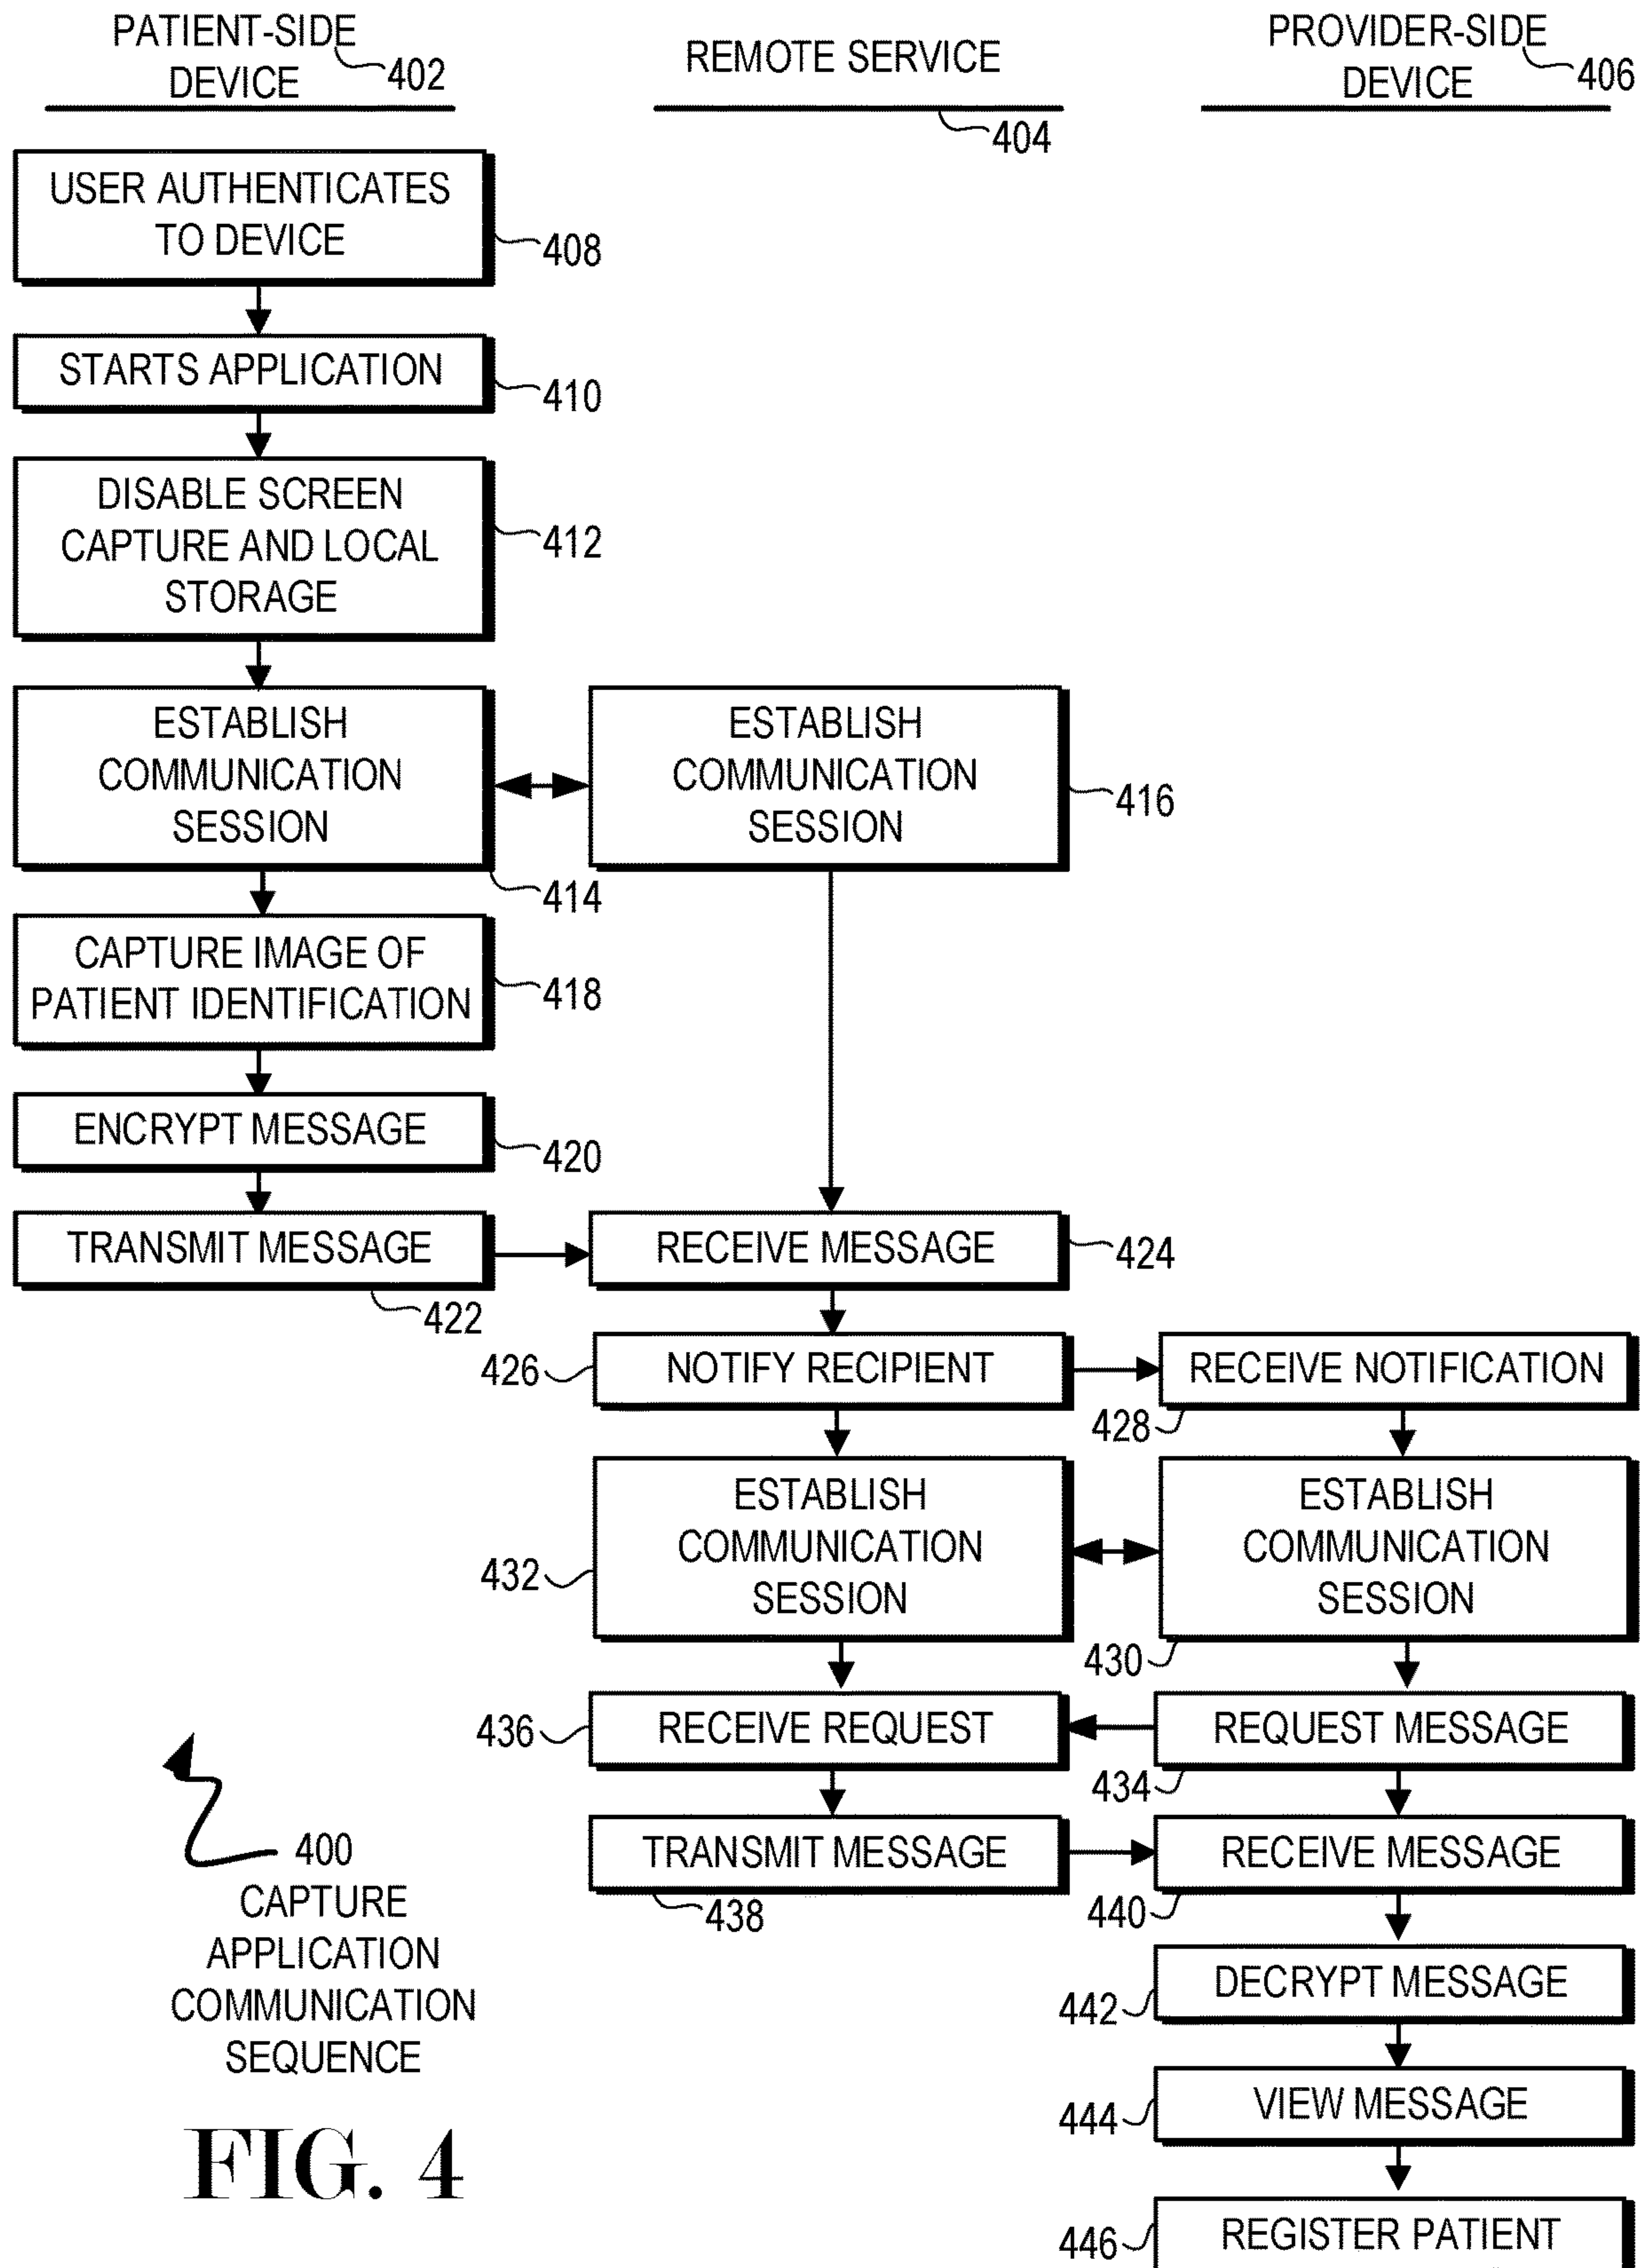 PATIENT-SIDE
DEVICE
402
REMOTE SERVICE
404
PROVIDER-SIDE
DEVICE
406
USER AUTHENTICATES
TO DEVICE
408
STARTS APPLICATION
410
DISABLE SCREEN
CAPTURE AND LOCAL
STORAGE
412
ESTABLISH
COMMUNICATION
SESSION
414
ESTABLISH
COMMUNICATION
SESSION
416
CAPTURE IMAGE OF
PATIENT IDENTIFICATION
418
ENCRYPT MESSAGE
420
TRANSMIT MESSAGE
422
RECEIVE MESSAGE
424
426
NOTIFY RECIPIENT
RECEIVE NOTIFICATION
428
432
ESTABLISH
COMMUNICATION
SESSION
ESTABLISH
COMMUNICATION
SESSION
430
436
RECEIVE REQUEST
REQUEST MESSAGE
434
TRANSMIT MESSAGE
438
RECEIVE MESSAGE
440
DECRYPT MESSAGE
442
VIEW MESSAGE
444
REGISTER PATIENT
446
400
CAPTURE
APPLICATION
COMMUNICATION
SEQUENCE
FIG. 4